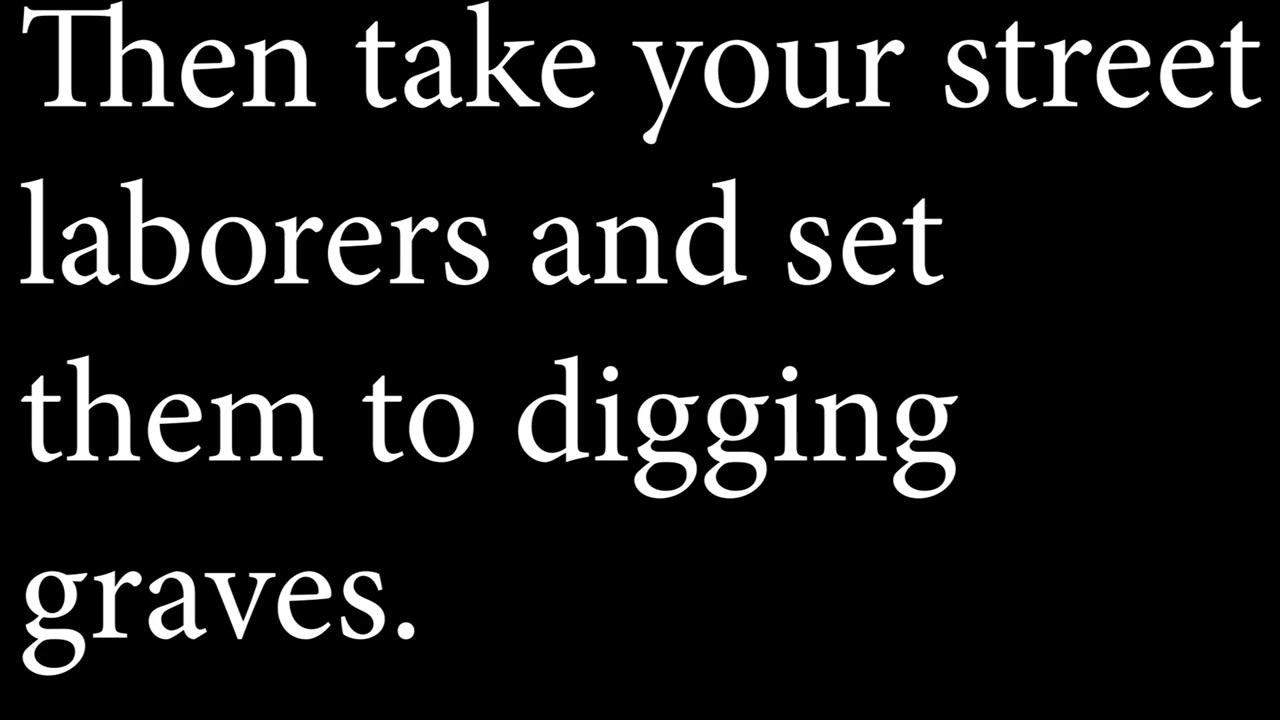 Then take your street
laborers and set
them to digging
graves.